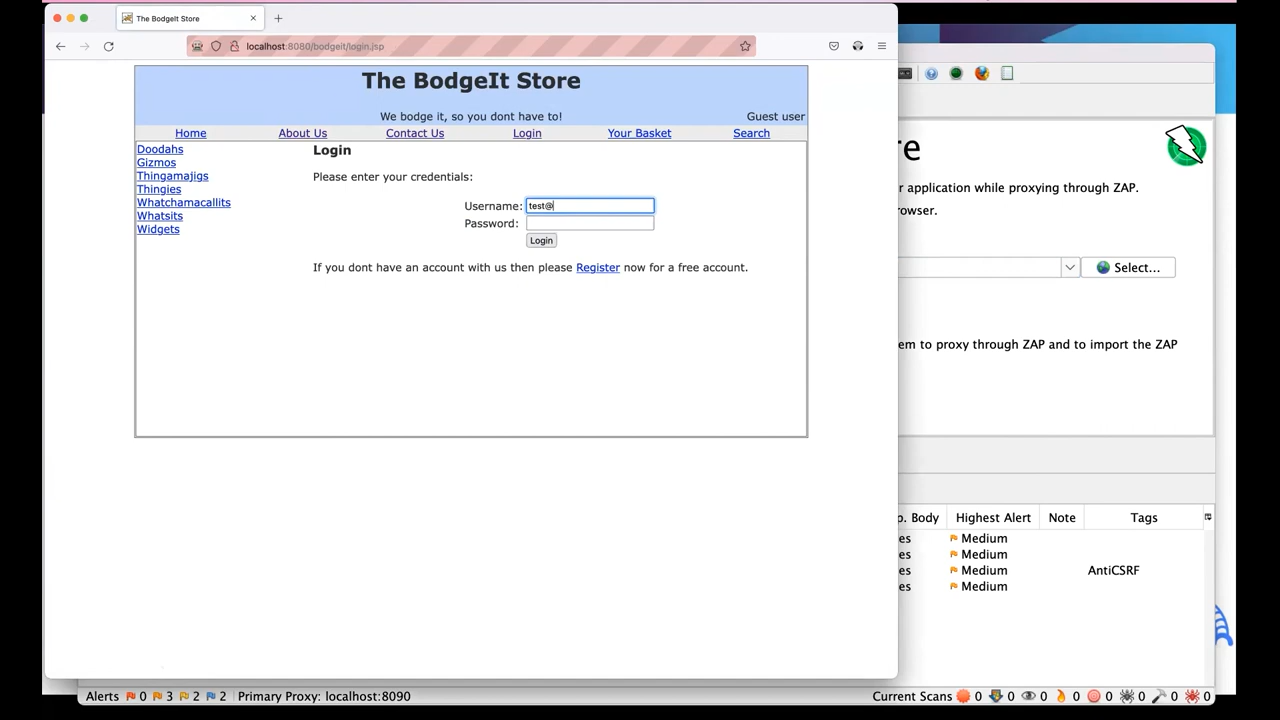 The BodgeIt Store
localhost:8080/bodgeit/login.jsp
The BodgeIt Store
We bodge it, so you dont have to!
Guest user
Home
About Us
Contact Us
Login
Your Basket
Search
Doodahs
Gizmos
Thingamajigs
Thingies
Whatchamacallits
Whatsits
Widgets
Login
Please enter your credentials:
Username: test@
Password:
Login
If you dont have an account with us then please Register now for a free account.
re
r application while proxying through ZAP.
rowser.
Select...
em to proxy through ZAP and to import the ZAP
p. Body Highest Alert Note Tags
es Medium
es Medium
es Medium AntiCSRF
es Medium
Alerts 0 3 2 2 Primary Proxy: localhost:8090
Current Scans 0 0 0 0 0 0 0 0